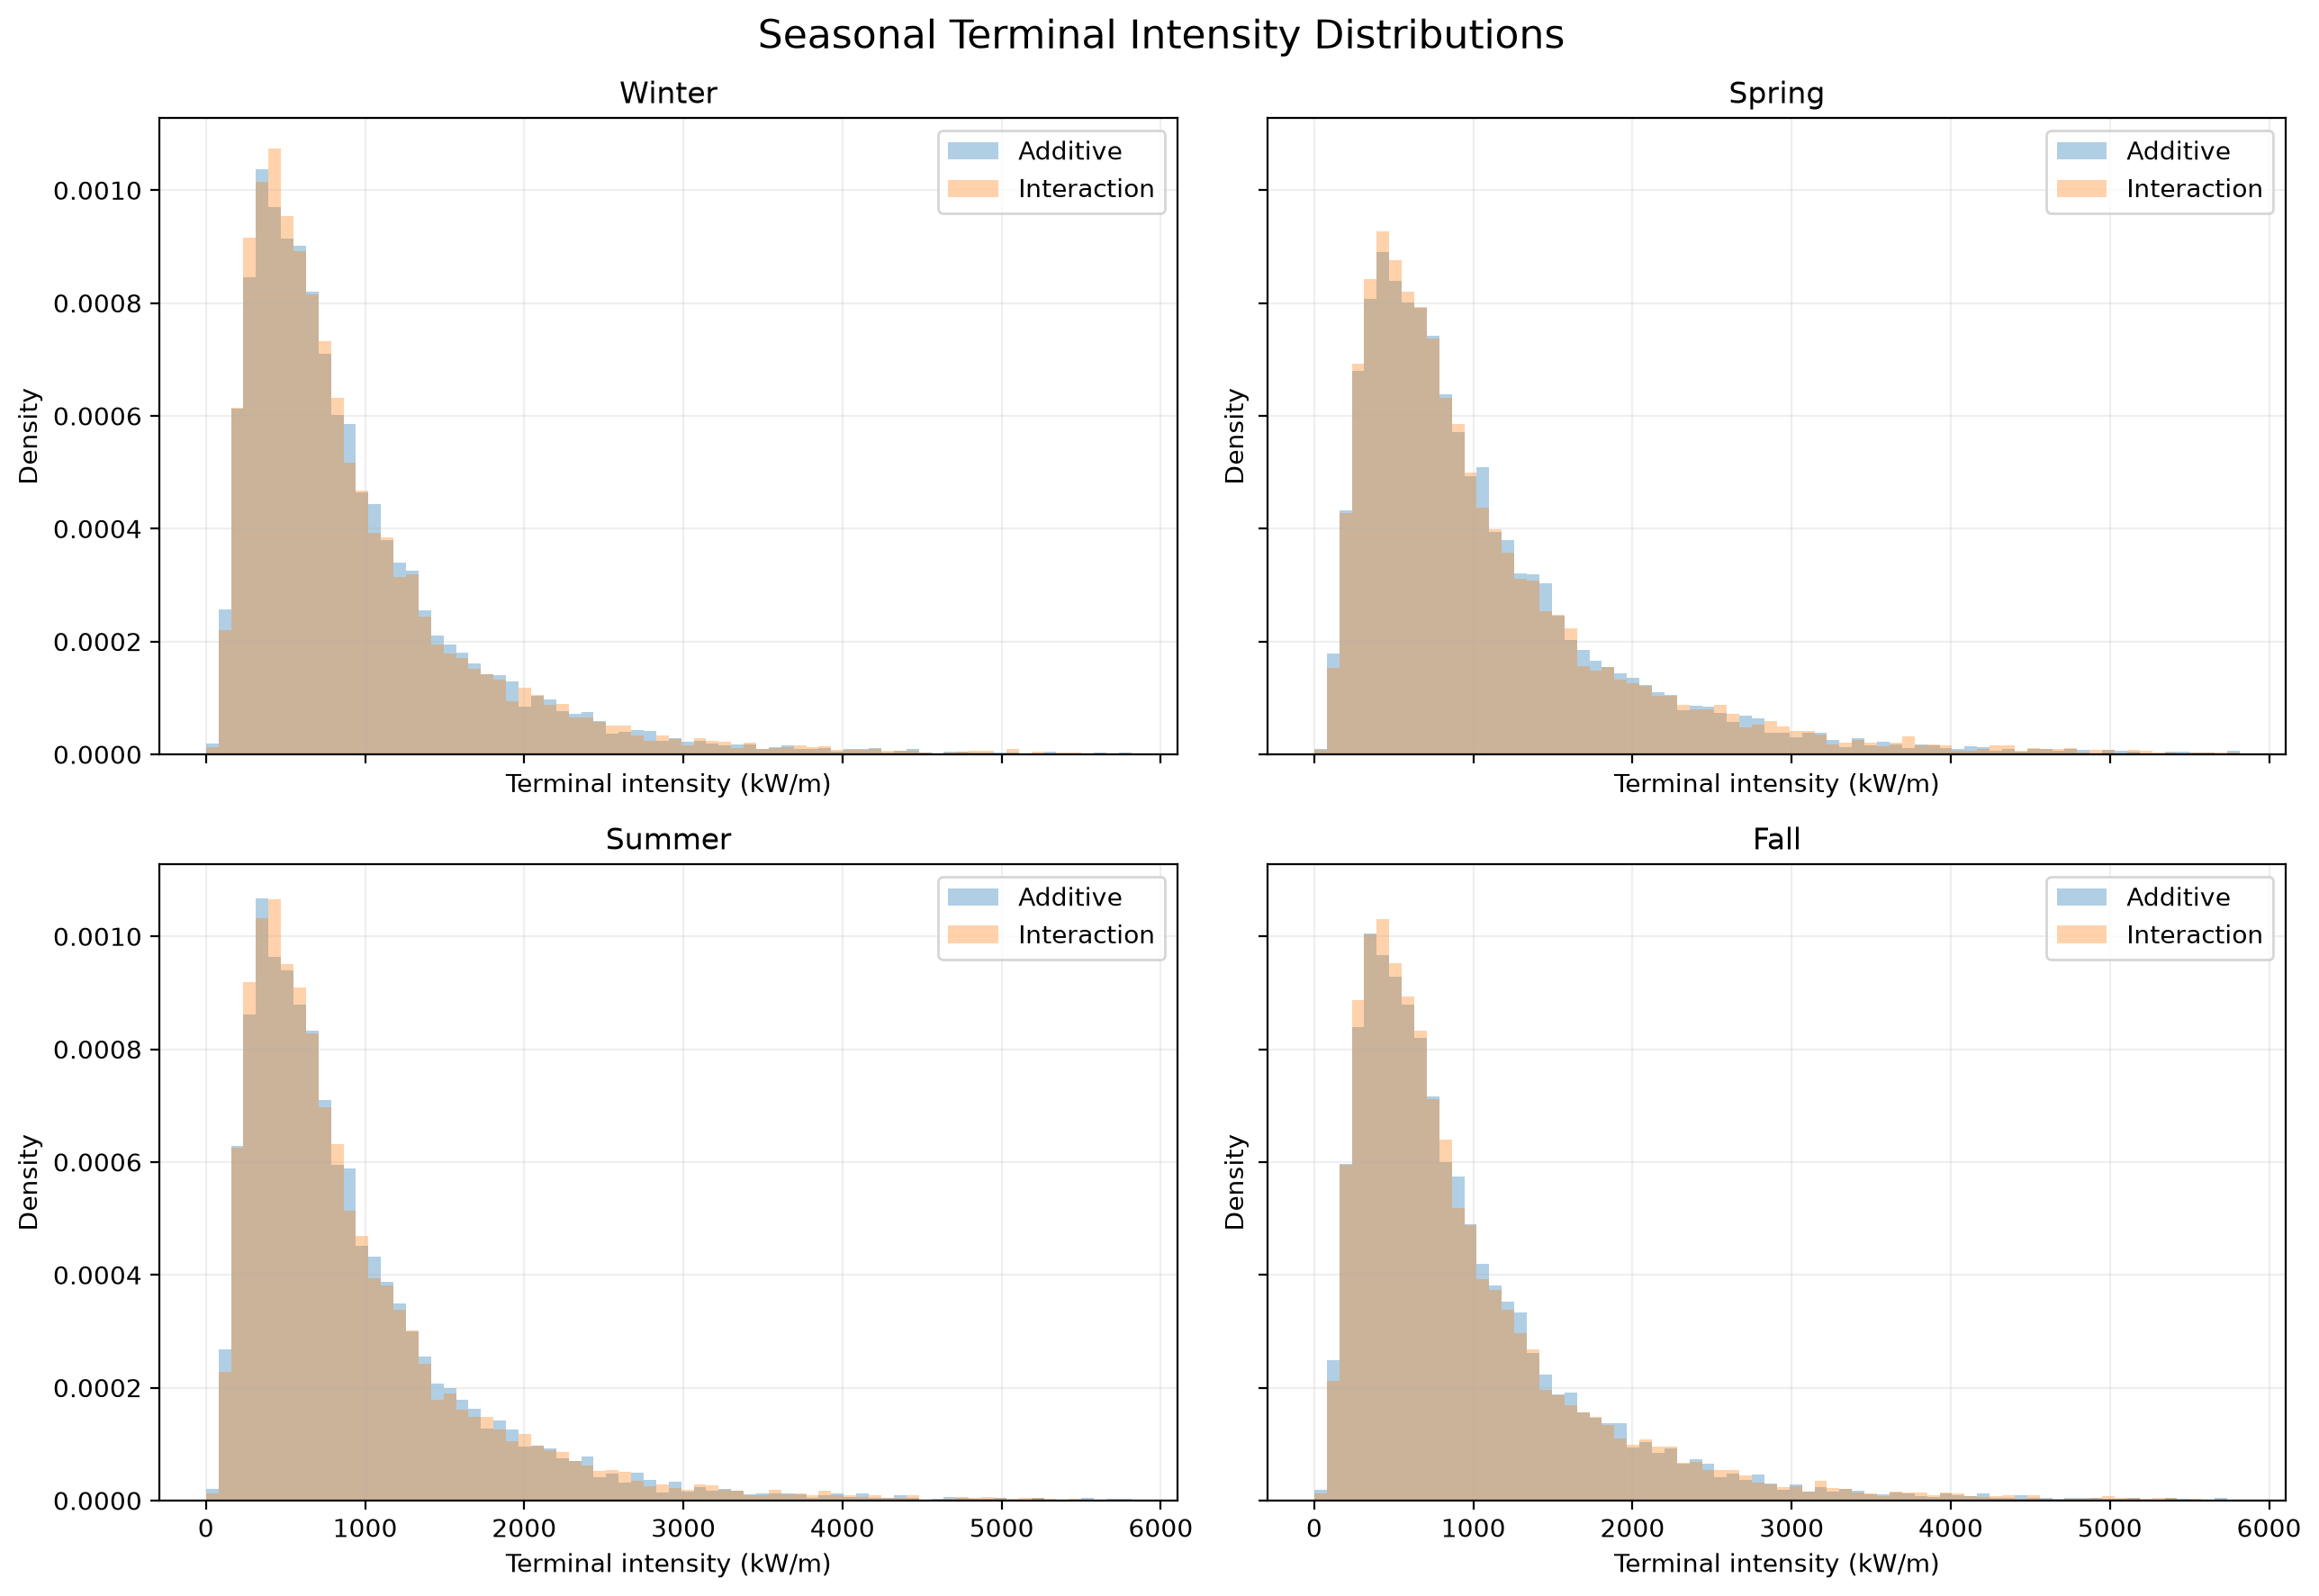 Seasonal Terminal Intensity Distributions
Winter
Additive
Interaction
0.0010
0.0008
0.0006
0.0004
0.0002
0.0000
Density
Terminal intensity (kW/m)
Spring
Additive
Interaction
Density
Terminal intensity (kW/m)
Summer
Additive
Interaction
0.0010
0.0008
0.0006
0.0004
0.0002
0.0000
Density
0 1000 2000 3000 4000 5000 6000
Terminal intensity (kW/m)
Fall
Additive
Interaction
Density
0 1000 2000 3000 4000 5000 6000
Terminal intensity (kW/m)